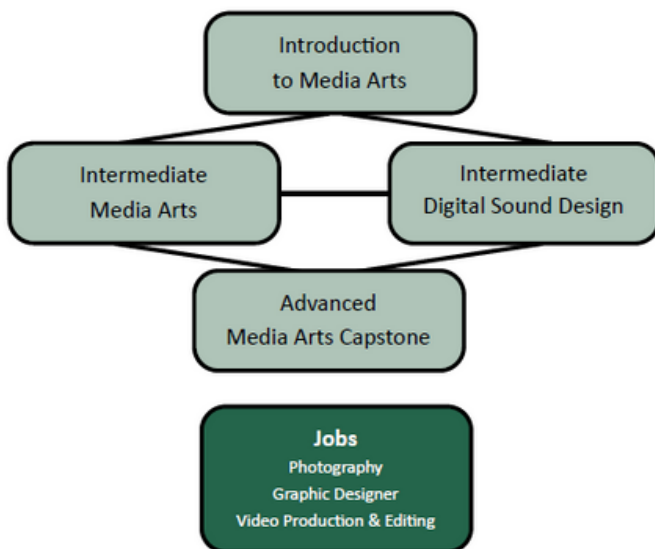 Introduction
to Media Arts
Intermediate
Media Arts
Intermediate
Digital Sound Design
Advanced
Media Arts Capstone
Jobs
Photography
Graphic Designer
Video Production & Editing